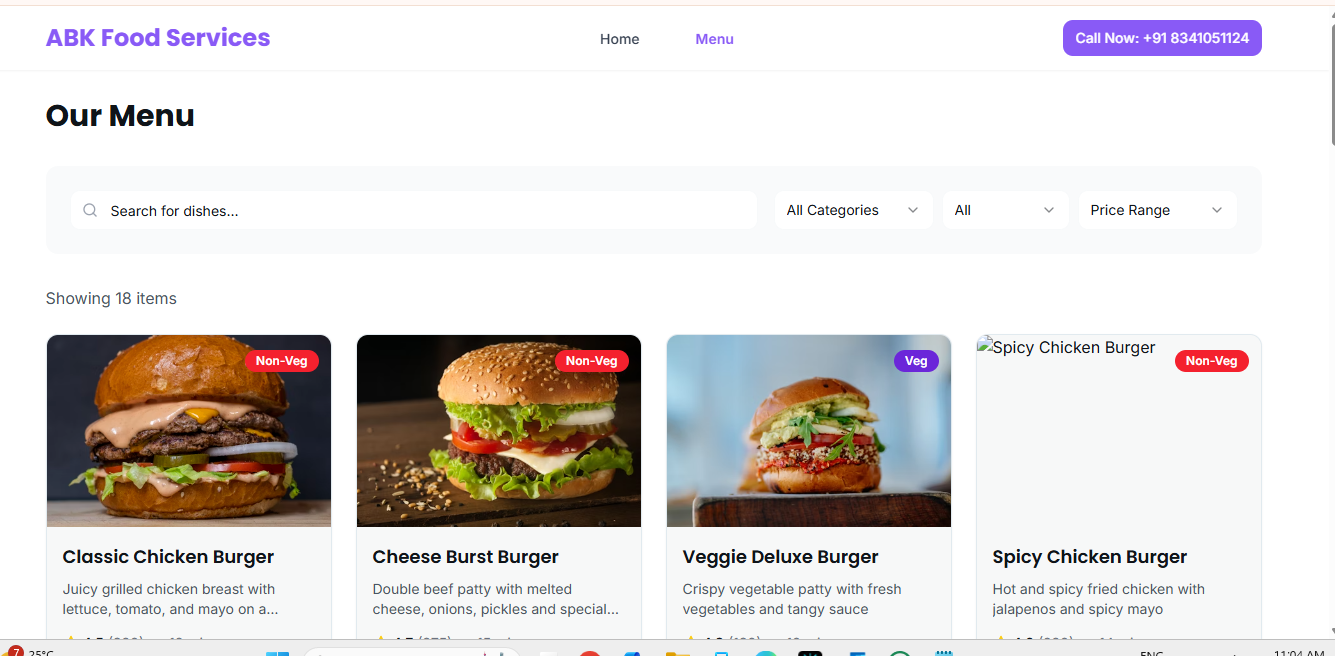 ABK Food Services
Home
Menu
Call Now: +91 8341051124
Our Menu
Search for dishes...
All Categories
All
Price Range
Showing 18 items
Non-Veg
Non-Veg
Veg
Spicy Chicken Burger
Non-Veg
Classic Chicken Burger
Juicy grilled chicken breast with
lettuce, tomato, and mayo on a...
Cheese Burst Burger
Double beef patty with melted
cheese, onions, pickles and special...
Veggie Deluxe Burger
Crispy vegetable patty with fresh
vegetables and tangy sauce
Spicy Chicken Burger
Hot and spicy fried chicken with
jalapenos and spicy mayo
7
25°C
ENG
11:04 AM